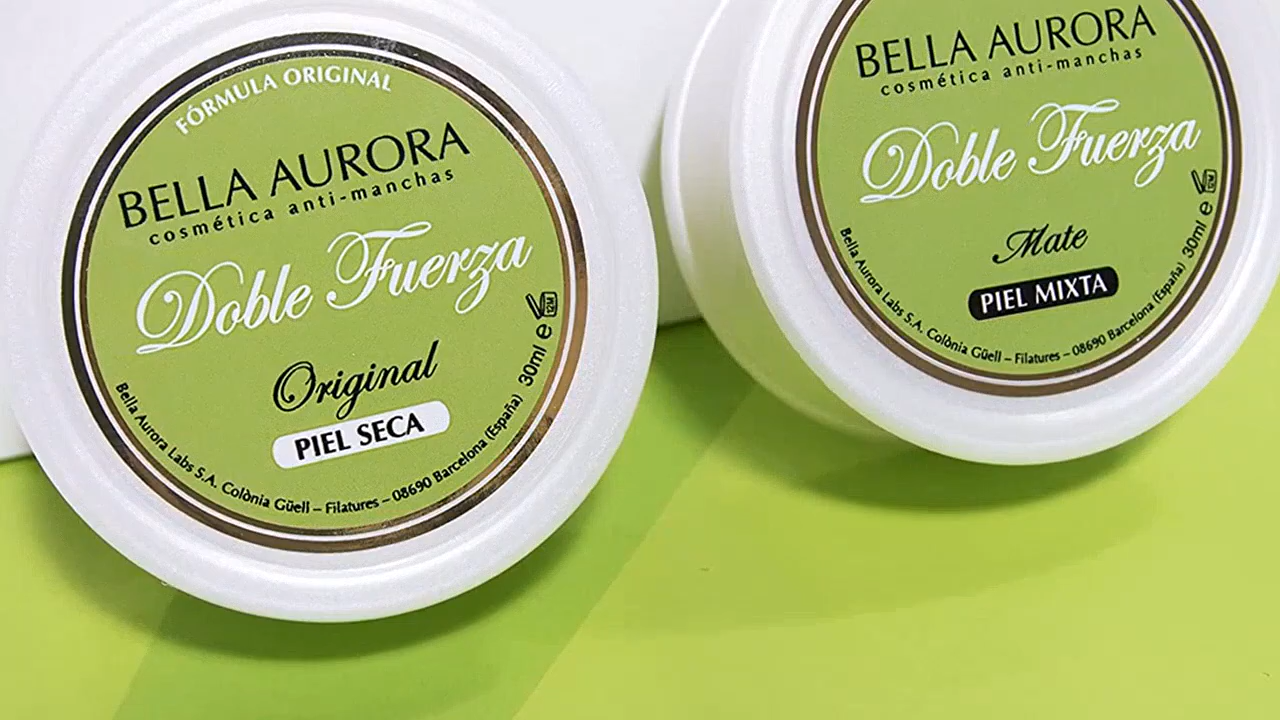 FÓRMULA ORIGINAL
BELLA AURORA
cosmética anti-manchas
Doble Fuerza
Original
PIEL SECA
Bella Aurora Labs S.A. Colònia Güell – Filatures – 08690 Barcelona (España) 30ml e 12M
BELLA AURORA
cosmética anti-manchas
Doble Fuerza
Mate
PIEL MIXTA
Bella Aurora Labs S.A. Colònia Güell – Filatures – 08690 Barcelona (España) 30ml e 12M